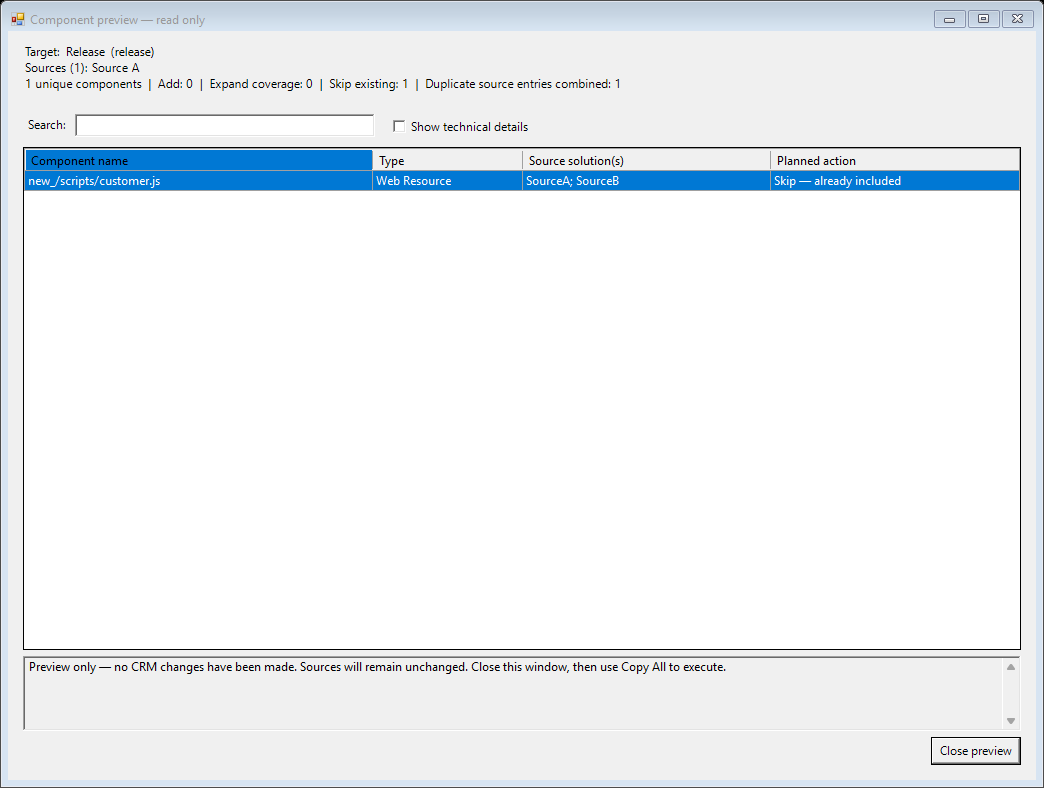 Component preview — read only
Target:  Release  (release)
Sources (1): Source A
1 unique components  |  Add: 0  |  Expand coverage: 0  |  Skip existing: 1  |  Duplicate source entries combined: 1
Search:  Show technical details
Component name  Type  Source solution(s)  Planned action
new_/scripts/customer.js  Web Resource  SourceA; SourceB  Skip — already included
Preview only — no CRM changes have been made. Sources will remain unchanged. Close this window, then use Copy All to execute.
Close preview